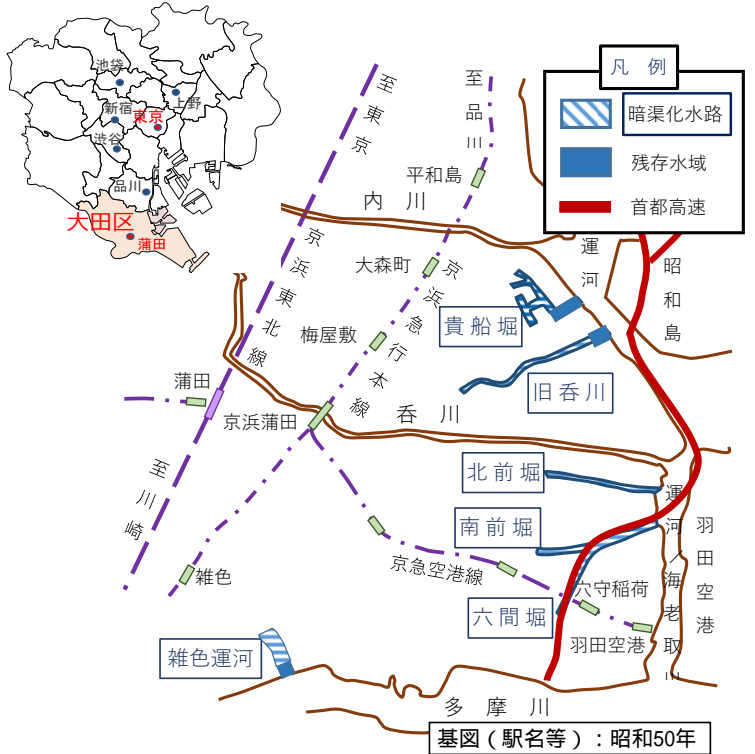 池袋
上野
新宿
東京
渋谷
品川
大田区
蒲田
凡 例
暗渠化水路
残存水域
首都高速
至東京
至品川
平和島
内 川
運河
昭和島
京浜東北線
大森町
京浜急行本線
貴船堀
梅屋敷
旧呑川
蒲田
京浜蒲田
呑 川
至川崎
北前堀
運河／海老取川
羽田空港
南前堀
京急空港線
雑色
穴守稲荷
六間堀
羽田空港
雑色運河
多 摩 川
基図（駅名等）：昭和50年